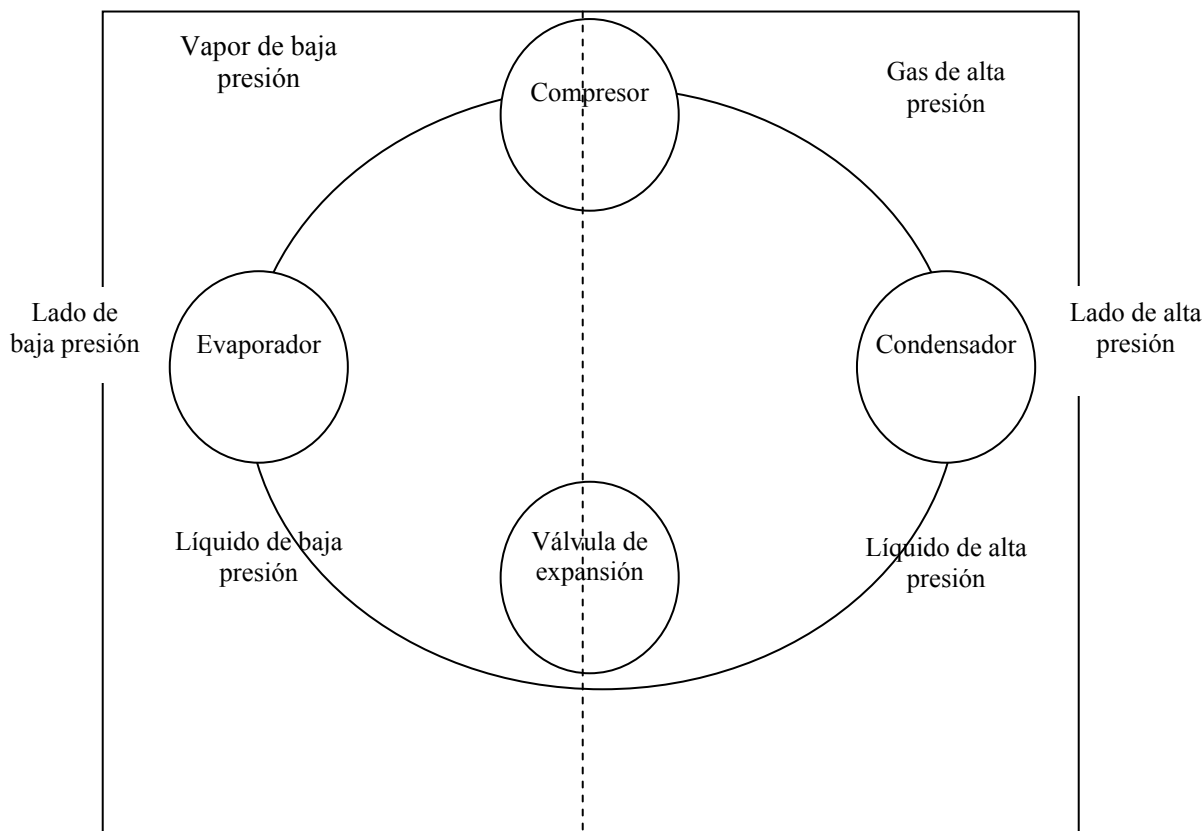 Vapor de baja
presión
Compresor
Gas de alta
presión
Lado de
baja presión
Evaporador
Condensador
Lado de alta
presión
Líquido de baja
presión
Válvula de
expansión
Líquido de alta
presión